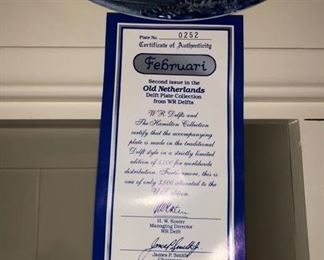 Plate No. 0252
Certificate of Authenticity
Februari
Second issue in the
Old Netherlands
Delft Plate Collection
from WR Delfts
W. R. Delfts and
The Hamilton Collection
certify that the accompanying
plate is made in the traditional
Delft style in a strictly limited
edition of 5,000 for worldwide
distribution. Furthermore, this is
one of only 3,000 allocated to the
H. W. Koster
Managing Director
WR Delft
James P. Smith